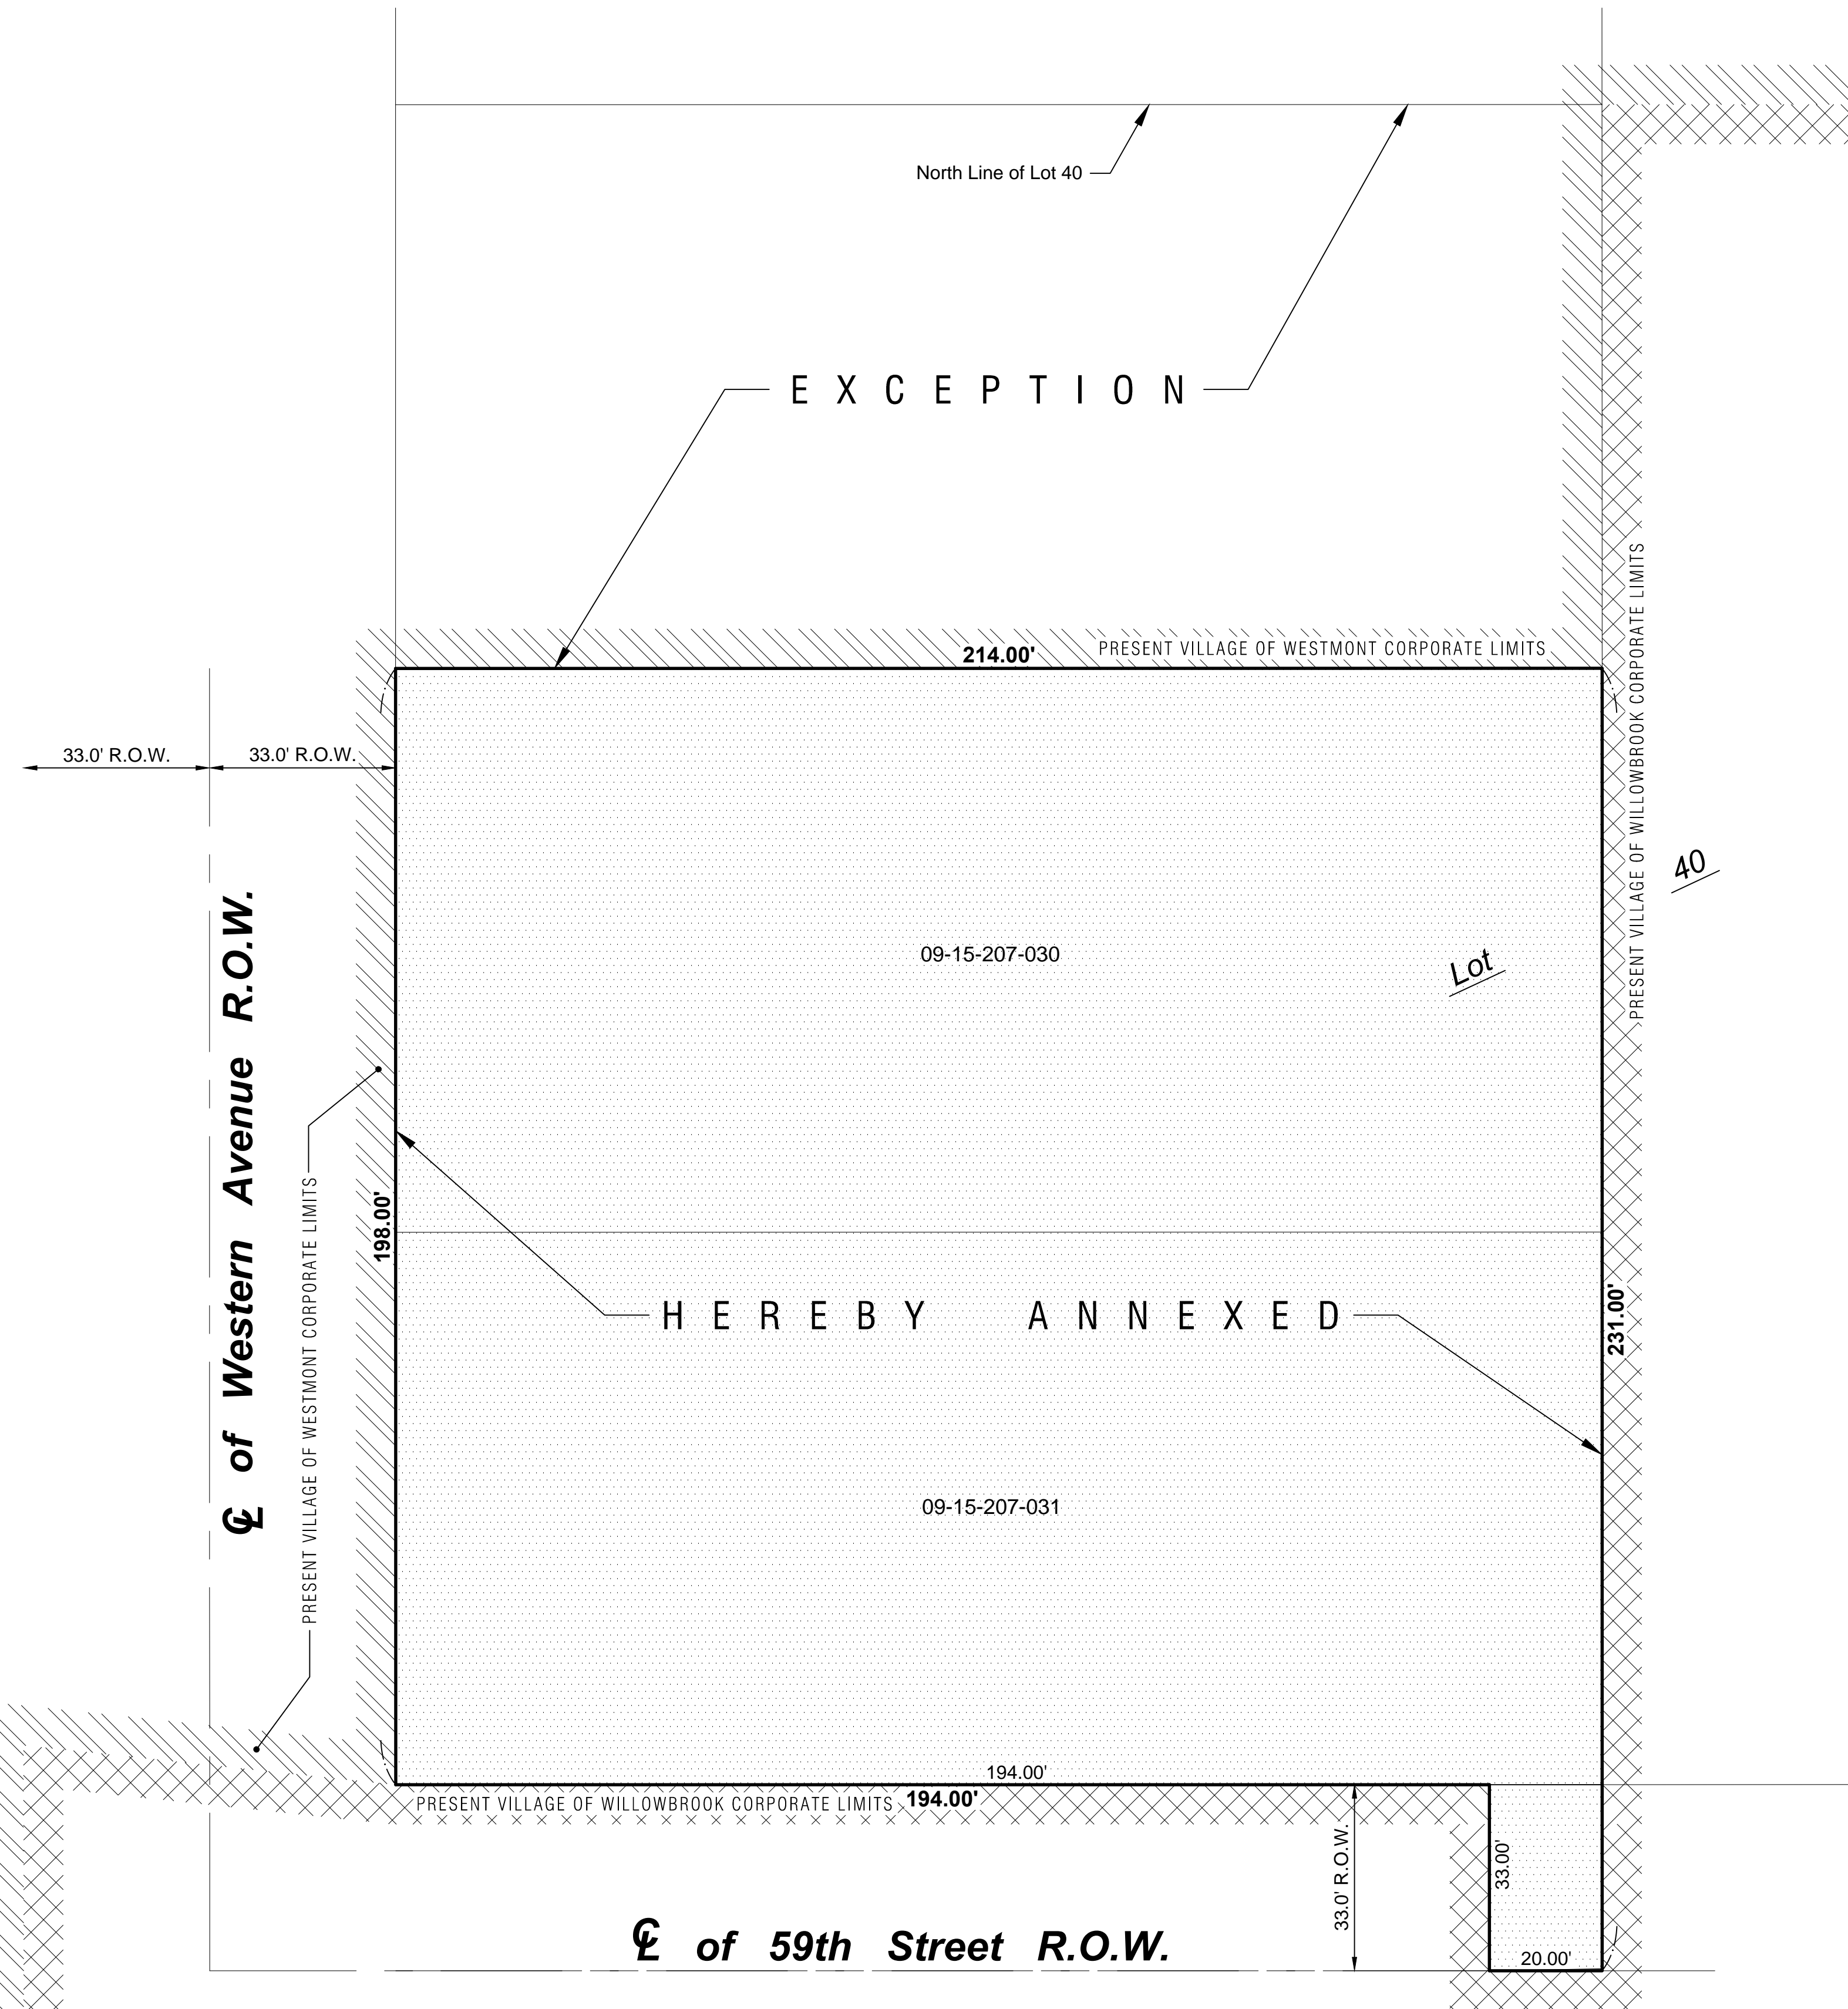 North Line of Lot 40
EXCEPTION
214.00'
PRESENT VILLAGE OF WESTMONT CORPORATE LIMITS
PRESENT VILLAGE OF WILLOWBROOK CORPORATE LIMITS
33.0' R.O.W.
33.0' R.O.W.
40
Lot
09-15-207-030
℄ of Western Avenue R.O.W.
PRESENT VILLAGE OF WESTMONT CORPORATE LIMITS
198.00'
HEREBY ANNEXED
231.00'
09-15-207-031
194.00'
PRESENT VILLAGE OF WILLOWBROOK CORPORATE LIMITS
194.00'
33.0' R.O.W.
33.00'
℄ of 59th Street R.O.W.
20.00'